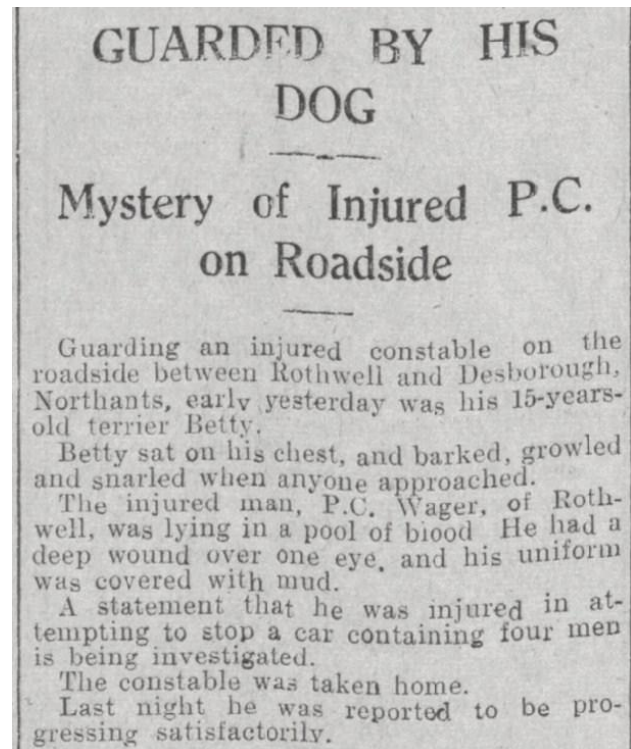 GUARDED BY HIS
DOG
Mystery of Injured P.C.
on Roadside
Guarding an injured constable on the
roadside between Rothwell and Desborough,
Northants, early yesterday was his 15-years-
old terrier Betty.
Betty sat on his chest, and barked, growled
and snarled when anyone approached.
The injured man, P.C. Wager, of Roth-
well, was lying in a pool of blood He had a
deep wound over one eye, and his uniform
was covered with mud.
A statement that he was injured in at-
tempting to stop a car containing four men
is being investigated.
The constable was taken home.
Last night he was reported to be pro-
gressing satisfactorily.